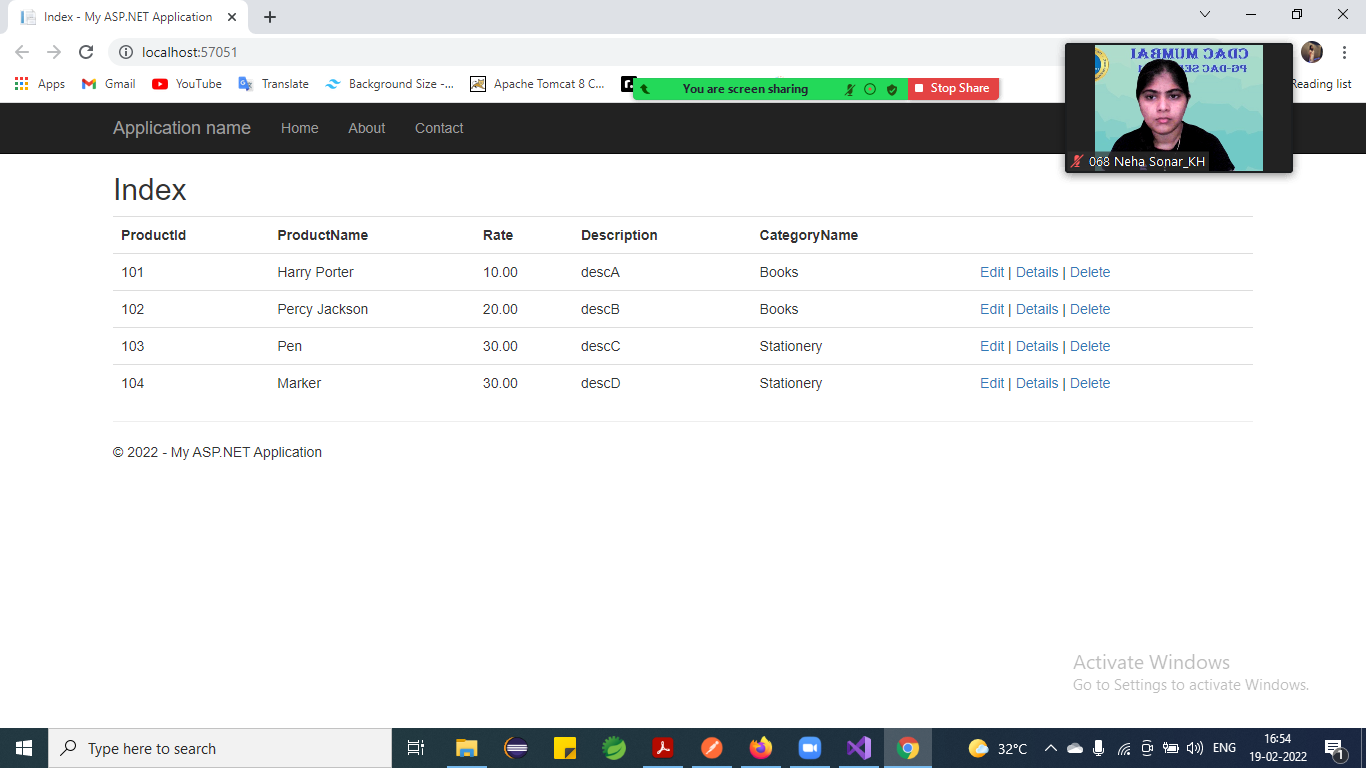 Index - My ASP.NET Application
localhost:57051
Apps Gmail YouTube Translate Background Size -... Apache Tomcat 8 C... Reading list
You are screen sharing Stop Share
CDAC MUMBAI
068 Neha Sonar_KH
Application name Home About Contact
Index
ProductId ProductName Rate Description CategoryName
101 Harry Porter 10.00 descA Books Edit | Details | Delete
102 Percy Jackson 20.00 descB Books Edit | Details | Delete
103 Pen 30.00 descC Stationery Edit | Details | Delete
104 Marker 30.00 descD Stationery Edit | Details | Delete
© 2022 - My ASP.NET Application
Activate Windows
Go to Settings to activate Windows.
Type here to search
32°C ENG 16:54
19-02-2022
1